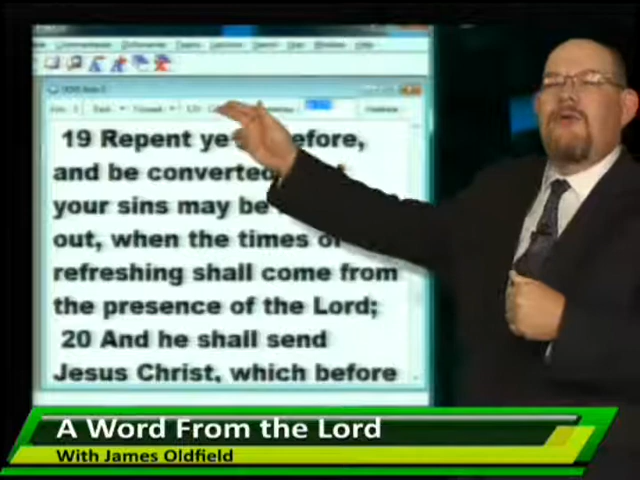 19 Repent ye efore,
and be converted
your sins may be
out, when the times of
refreshing shall come from
the presence of the Lord;
20 And he shall send
Jesus Christ, which before
A Word From the Lord
With James Oldfield